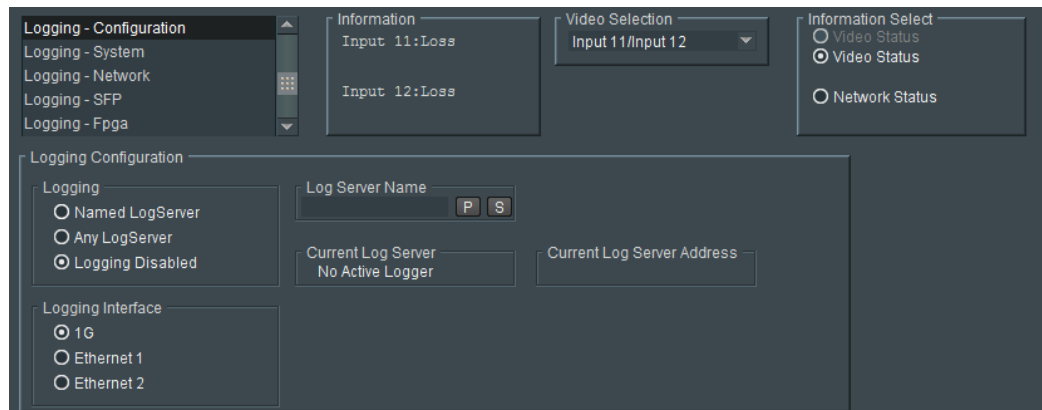 Logging - Configuration
Logging - System
Logging - Network
Logging - SFP
Logging - Fpga
Information
Input 11:Loss
Input 12:Loss
Video Selection
Input 11/Input 12
Information Select
Video Status
Video Status
Network Status
Logging Configuration
Logging
Named LogServer
Any LogServer
Logging Disabled
Log Server Name
P S
Current Log Server
No Active Logger
Current Log Server Address
Logging Interface
1G
Ethernet 1
Ethernet 2